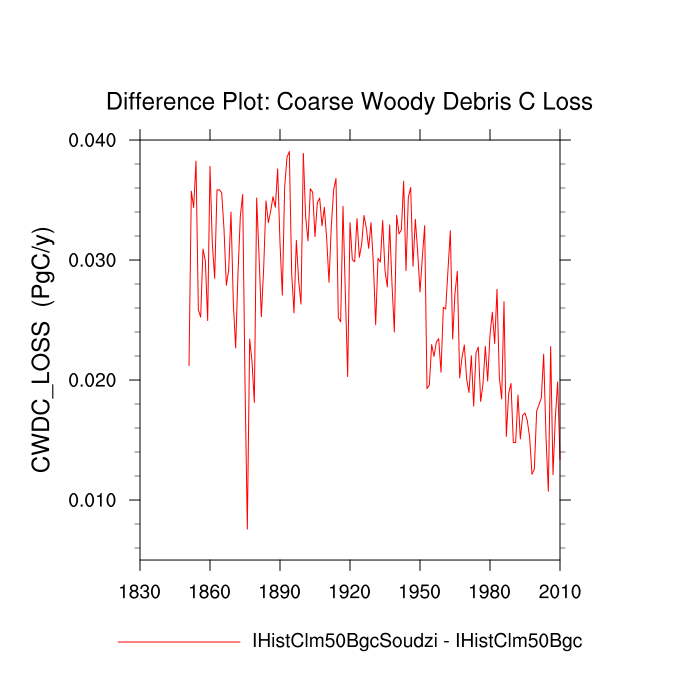 Difference Plot: Coarse Woody Debris C Loss
CWDC_LOSS (PgC/y)
0.040
0.030
0.020
0.010
1830 1860 1890 1920 1950 1980 2010
IHistClm50BgcSoudzi - IHistClm50Bgc